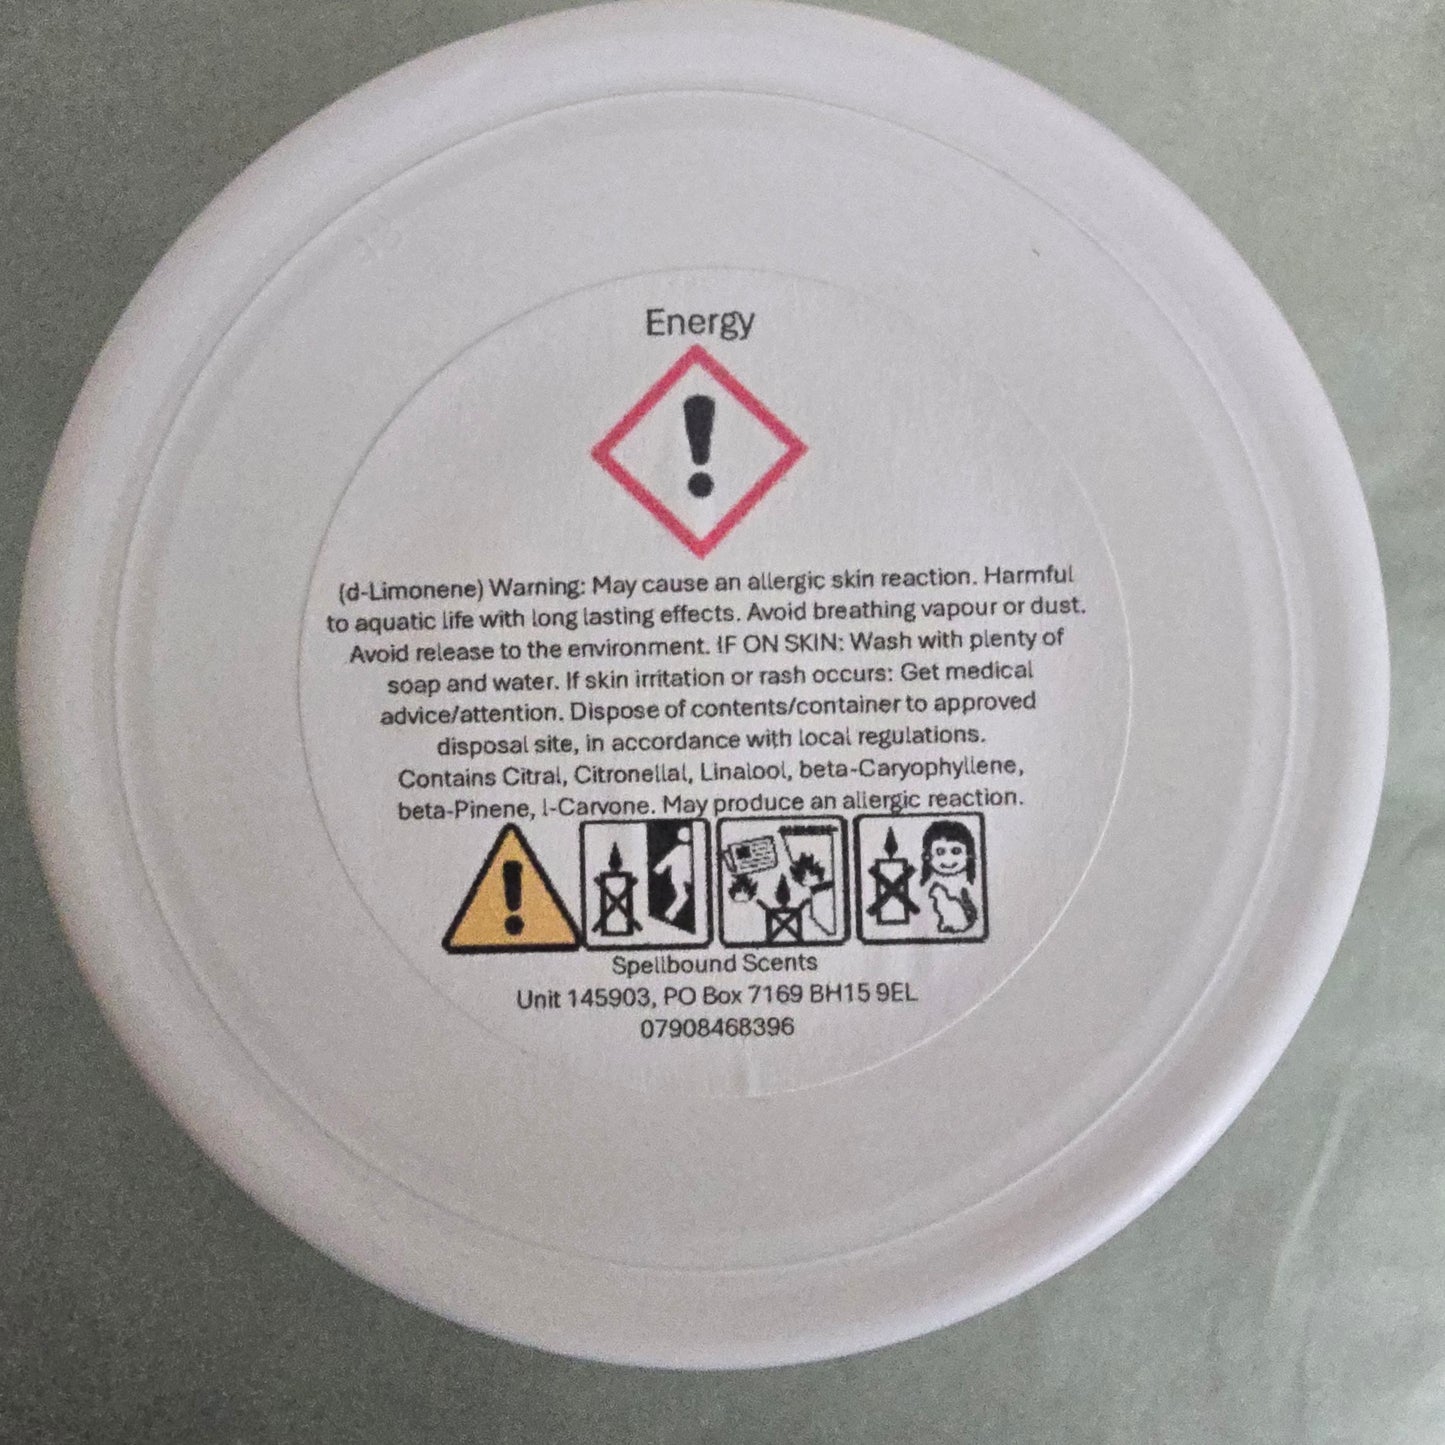 Energy
(d-Limonene) Warning: May cause an allergic skin reaction. Harmful
to aquatic life with long lasting effects. Avoid breathing vapour or dust.
Avoid release to the environment. IF ON SKIN: Wash with plenty of
soap and water. If skin irritation or rash occurs: Get medical
advice/attention. Dispose of contents/container to approved
disposal site, in accordance with local regulations.
Contains Citral, Citronellal, Linalool, beta-Caryophyllene,
beta-Pinene, l-Carvone. May produce an allergic reaction.
Spellbound Scents
Unit 145903, PO Box 7169 BH15 9EL
07908468396